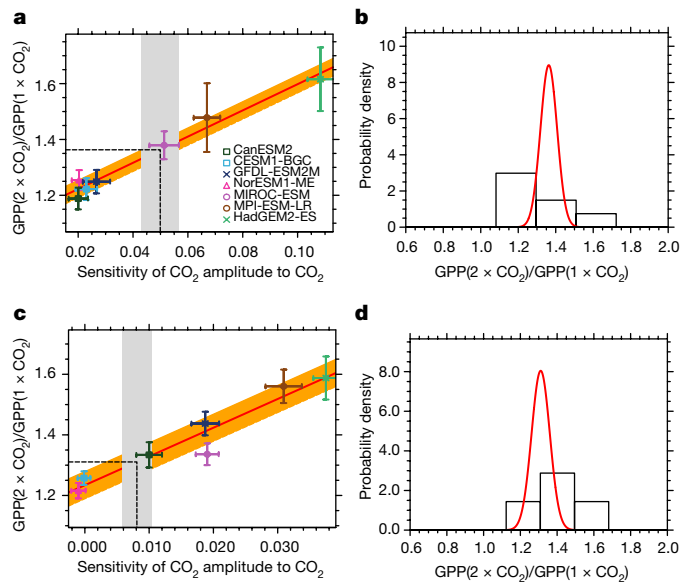 a
GPP(2 × CO₂)/GPP(1 × CO₂)
1.6
1.4
1.2
0.02 0.04 0.06 0.08 0.10
Sensitivity of CO₂ amplitude to CO₂
CanESM2
CESM1-BGC
GFDL-ESM2M
NorESM1-ME
MIROC-ESM
MPI-ESM-LR
HadGEM2-ES
b
Probability density
10
8
6
4
2
0
0.6 0.8 1.0 1.2 1.4 1.6 1.8 2.0
GPP(2 × CO₂)/GPP(1 × CO₂)
c
GPP(2 × CO₂)/GPP(1 × CO₂)
1.6
1.4
1.2
0.000 0.010 0.020 0.030
Sensitivity of CO₂ amplitude to CO₂
d
Probability density
8.0
6.0
4.0
2.0
0
0.6 0.8 1.0 1.2 1.4 1.6 1.8 2.0
GPP(2 × CO₂)/GPP(1 × CO₂)